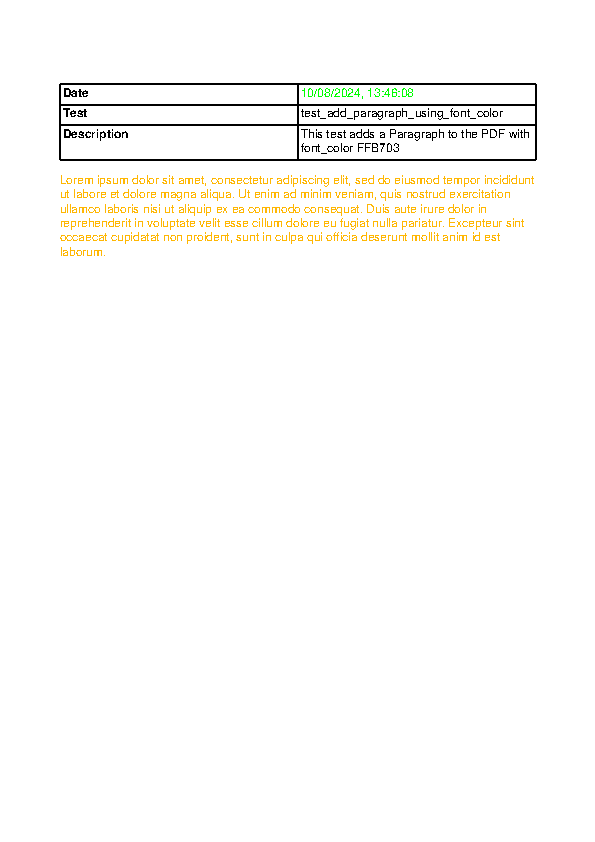 Date 10/08/2024, 13:46:08
Test test_add_paragraph_using_font_color
Description This test adds a Paragraph to the PDF with
font_color FFB703
Lorem ipsum dolor sit amet, consectetur adipiscing elit, sed do eiusmod tempor incididunt
ut labore et dolore magna aliqua. Ut enim ad minim veniam, quis nostrud exercitation
ullamco laboris nisi ut aliquip ex ea commodo consequat. Duis aute irure dolor in
reprehenderit in voluptate velit esse cillum dolore eu fugiat nulla pariatur. Excepteur sint
occaecat cupidatat non proident, sunt in culpa qui officia deserunt mollit anim id est
laborum.